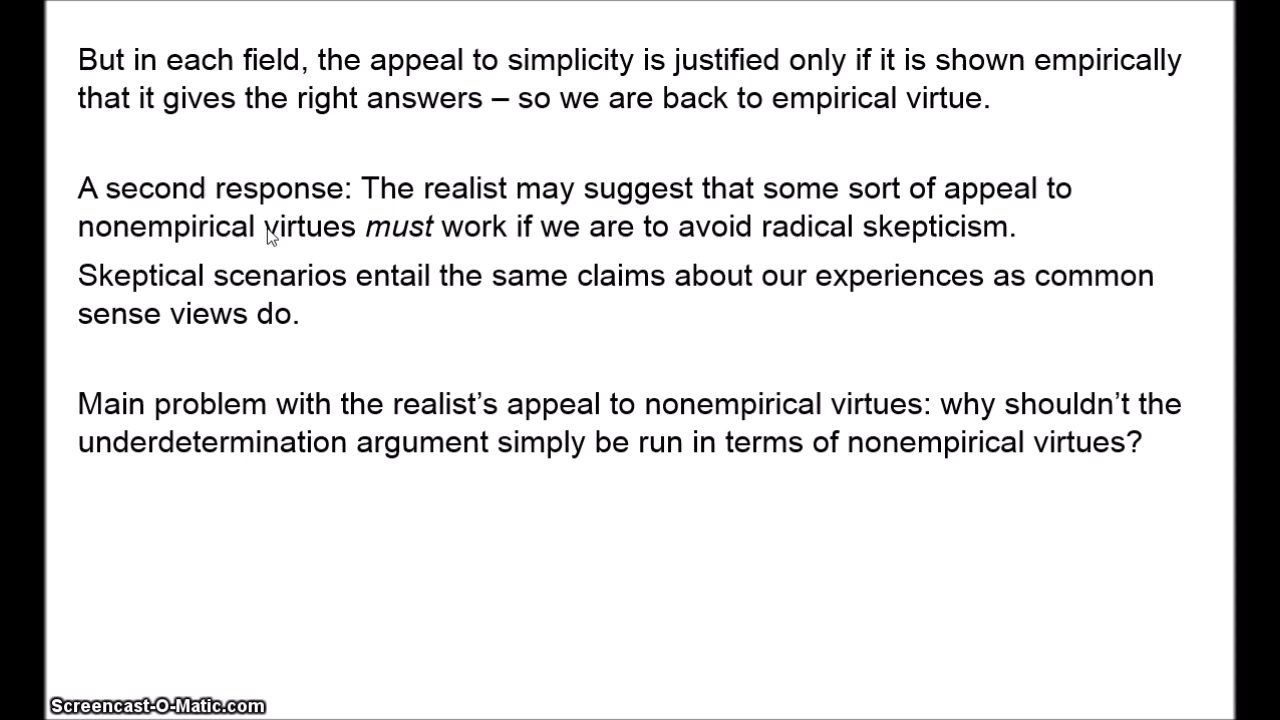 But in each field, the appeal to simplicity is justified only if it is shown empirically
that it gives the right answers – so we are back to empirical virtue.
A second response: The realist may suggest that some sort of appeal to
nonempirical virtues must work if we are to avoid radical skepticism.
Skeptical scenarios entail the same claims about our experiences as common
sense views do.
Main problem with the realist’s appeal to nonempirical virtues: why shouldn’t the
underdetermination argument simply be run in terms of nonempirical virtues?
Screencast-O-Matic.com